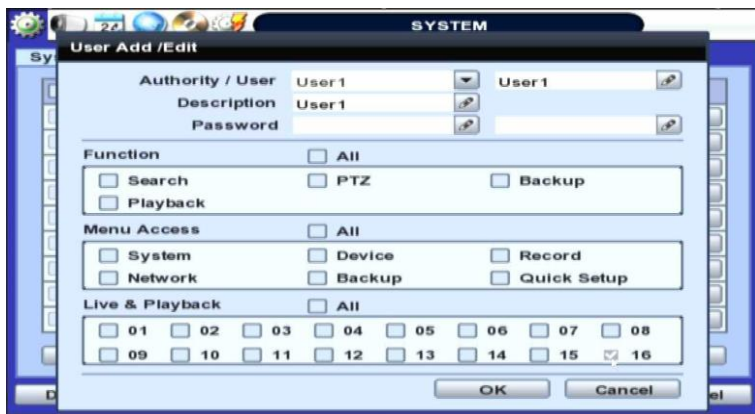 SYSTEM
User Add /Edit
Sy
Authority / User User1 User1
Description User1
Password
Function All
Search PTZ Backup
Playback
Menu Access All
System Device Record
Network Backup Quick Setup
Live & Playback All
01 02 03 04 05 06 07 08
09 10 11 12 13 14 15 16
OK Cancel
D el